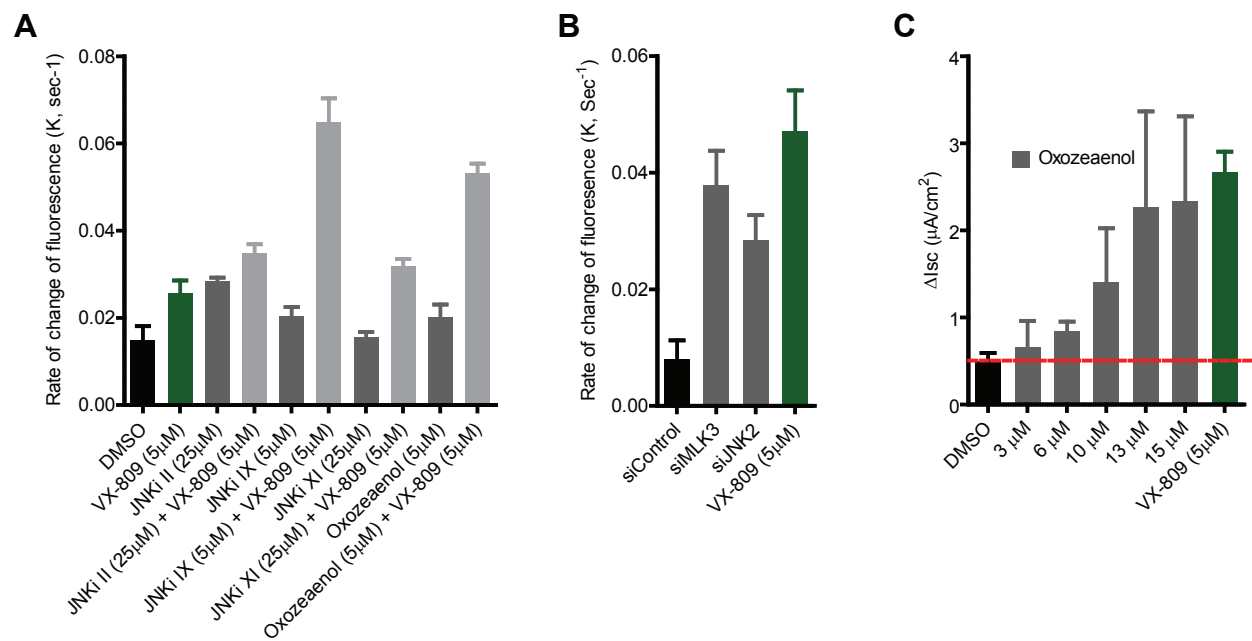 A
Rate of change of fluorescence (K, sec-1)
0.08
0.06
0.04
0.02
0.00
DMSO
VX-809 (5μM)
JNKi II (25μM)
JNKi II (25μM) + VX-809 (5μM)
JNKi IX (5μM)
JNKi IX (5μM) + VX-809 (5μM)
JNKi XI (25μM)
JNKi XI (25μM) + VX-809 (5μM)
Oxozeaenol (5μM)
Oxozeaenol (5μM) + VX-809 (5μM)
B
Rate of change of fluoresence (K, Sec⁻¹)
0.06
0.04
0.02
0.00
siControl
siMLK3
siJNK2
VX-809 (5μM)
C
ΔIsc (μA/cm²)
4
3
2
1
0
Oxozeaenol
DMSO
3 μM
6 μM
10 μM
13 μM
15 μM
VX-809 (5μM)